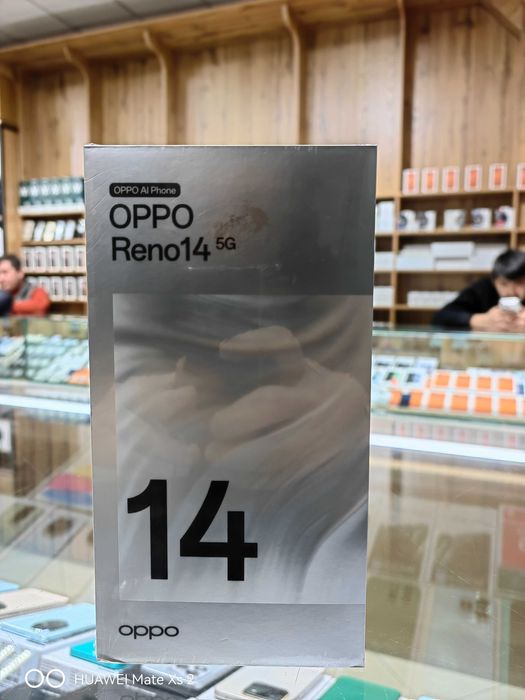 OPPO AI Phone
OPPO
Reno14 5G
14
oppo
HUAWEI Mate Xs 2